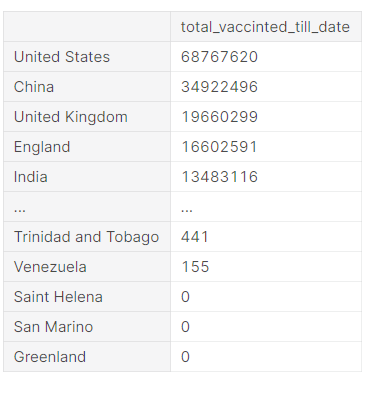 total_vaccinted_till_date
United States 68767620
China 34922496
United Kingdom 19660299
England 16602591
India 13483116
... ...
Trinidad and Tobago 441
Venezuela 155
Saint Helena 0
San Marino 0
Greenland 0